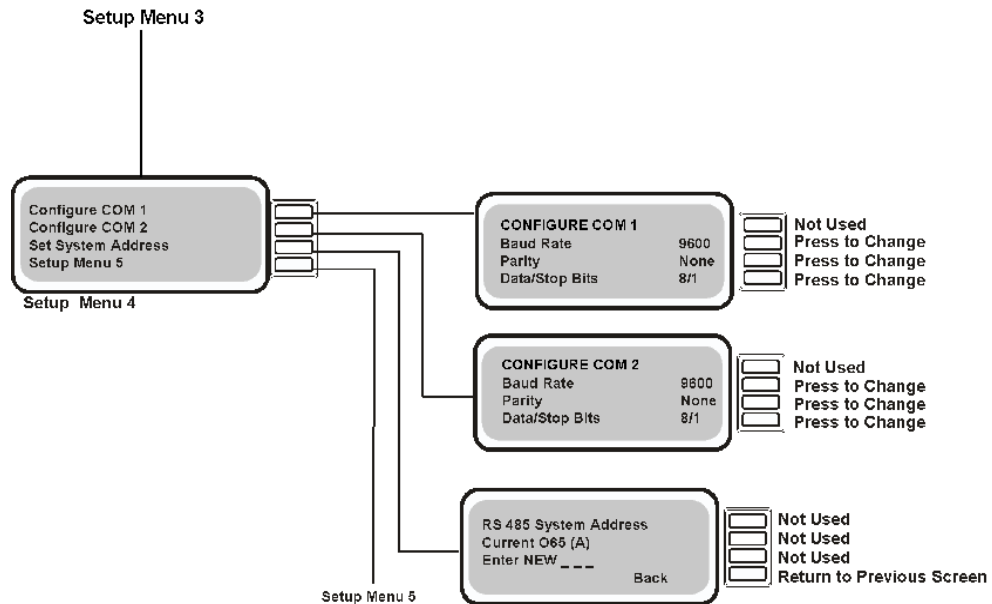 Setup Menu 3
Configure COM 1
Configure COM 2
Set System Address
Setup Menu 5
Setup Menu 4
CONFIGURE COM 1
Baud Rate 9600
Parity None
Data/Stop Bits 8/1
Not Used
Press to Change
Press to Change
Press to Change
CONFIGURE COM 2
Baud Rate 9600
Parity None
Data/Stop Bits 8/1
Not Used
Press to Change
Press to Change
Press to Change
RS 485 System Address
Current O65 (A)
Enter NEW _ _ _
Back
Not Used
Not Used
Not Used
Return to Previous Screen
Setup Menu 5